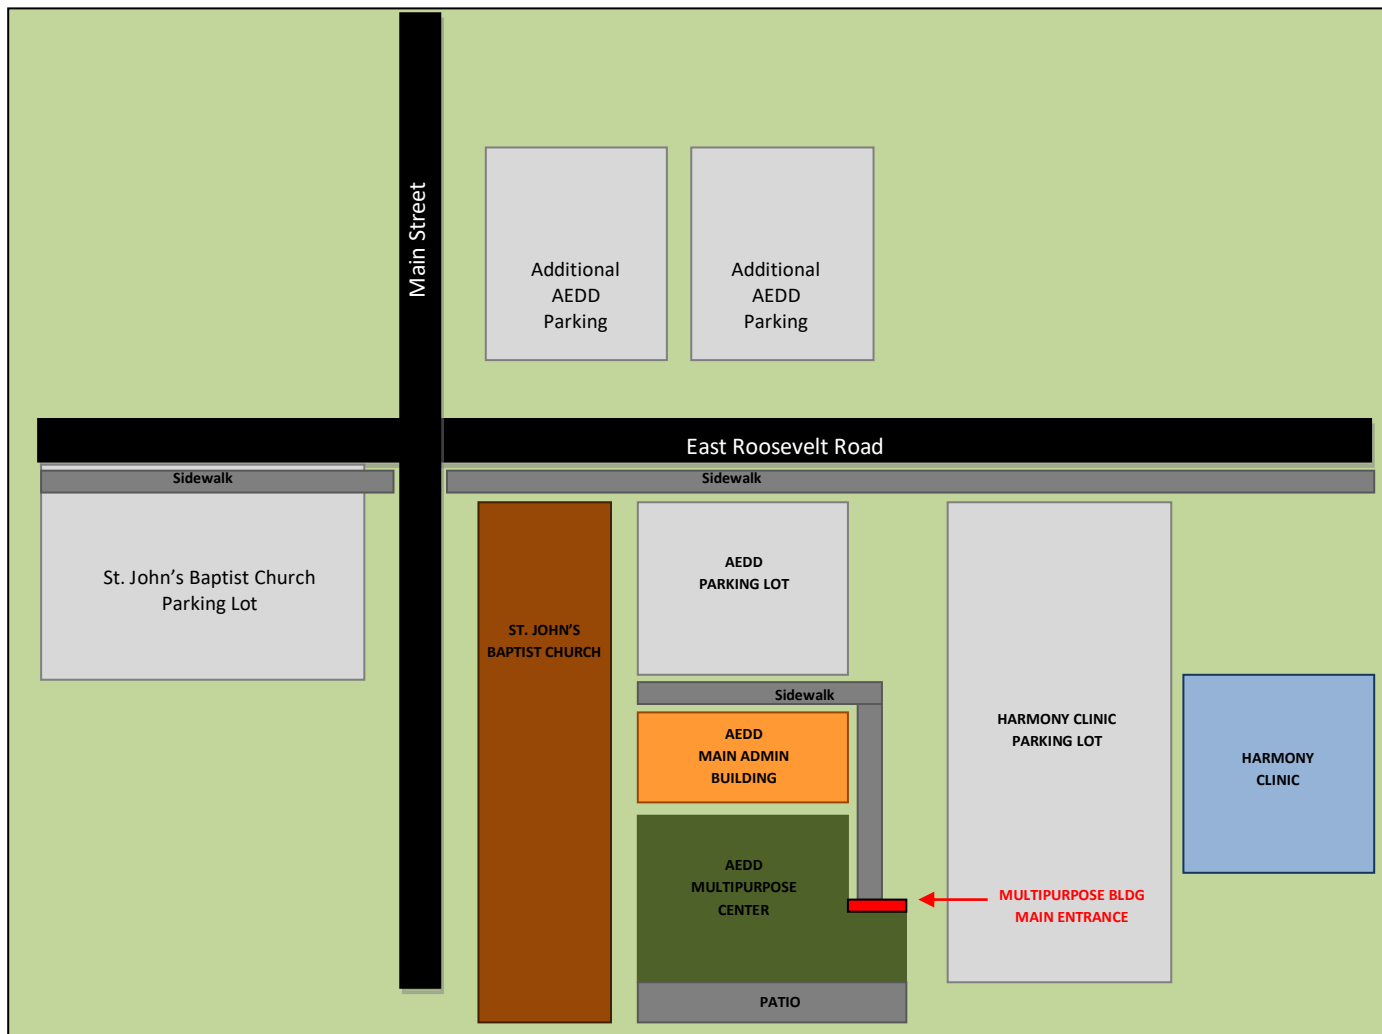 Main Street
Additional
AEDD
Parking
Additional
AEDD
Parking
East Roosevelt Road
Sidewalk
Sidewalk
St. John’s Baptist Church
Parking Lot
ST. JOHN’S
BAPTIST CHURCH
AEDD
PARKING LOT
Sidewalk
AEDD
MAIN ADMIN
BUILDING
AEDD
MULTIPURPOSE
CENTER
PATIO
HARMONY CLINIC
PARKING LOT
MULTIPURPOSE BLDG
MAIN ENTRANCE
HARMONY
CLINIC